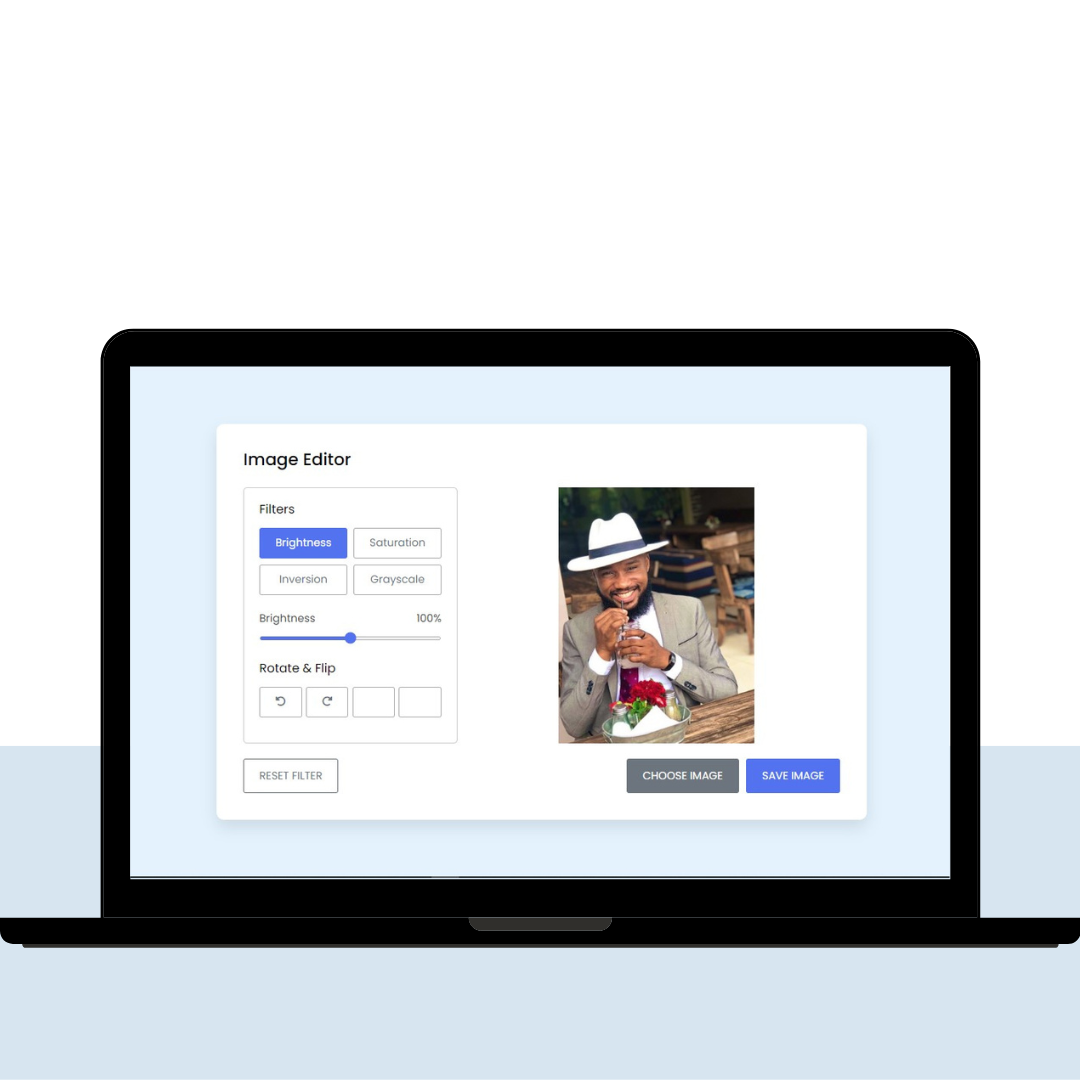 Image Editor
Filters
Brightness Saturation
Inversion Grayscale
Brightness 100%
Rotate & Flip
RESET FILTER CHOOSE IMAGE SAVE IMAGE